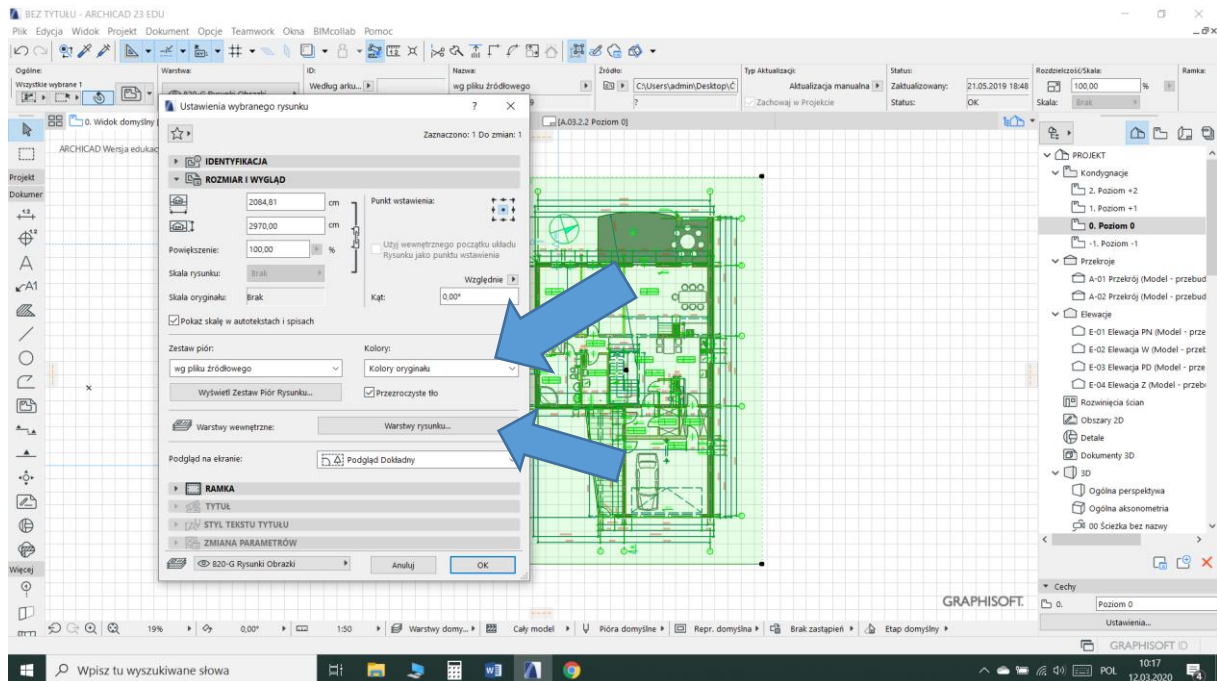 BEZ TYTUŁU - ARCHICAD 23 EDU
Plik Edycja Widok Projekt Dokument Opcje Teamwork Okna BIMcollab Pomoc
Ogólne:
Wszystkie wybrane 1
Warstwa:
ID:
Według arku...
Nazwa:
wg pliku źródłowego
Źródło:
C:\Users\admin\Desktop\C
?
Typ Aktualizacji:
Aktualizacja manualna
Zachowaj w Projekcie
Status:
Zaktualizowany: 21.05.2019 18:48
Status: OK
Rozdzielczość/Skala:
100,00 %
Skala: Brak
Ramka:
0. Widok domyślny
[A.03.2.2 Poziom 0]
ARCHICAD Wersja edukac
Projekt
Dokumer
A
A1
Więcej
Ustawienia wybranego rysunku
? X
Zaznaczono: 1 Do zmian: 1
IDENTYFIKACJA
ROZMIAR I WYGLĄD
2084,81 cm
2970,00 cm
Powiększenie: 100,00 %
Skala rysunku: Brak
Skala oryginału: Brak
Pokaż skalę w autotekstach i spisach
Punkt wstawienia:
Użyj wewnętrznego początku układu
Rysunku jako punktu wstawienia
Względnie
Kąt: 0,00°
Zestaw piór:
wg pliku źródłowego
Wyświetl Zestaw Piór Rysunku...
Kolory:
Kolory oryginału
Przezroczyste tło
Warstwy wewnętrzne: Warstwy rysunku...
Podgląd na ekranie: Podgląd Dokładny
RAMKA
TYTUŁ
STYL TEKSTU TYTUŁU
ZMIANA PARAMETRÓW
820-G Rysunki Obrazki
Anuluj
OK
PROJEKT
Kondygnacje
2. Poziom +2
1. Poziom +1
0. Poziom 0
-1. Poziom -1
Przekroje
A-01 Przekrój (Model - przebud
A-02 Przekrój (Model - przebud
Elewacje
E-01 Elewacja PN (Model - prze
E-02 Elewacja W (Model - przeb
E-03 Elewacja PD (Model - prze
E-04 Elewacja Z (Model - przebi
Rozwinięcia ścian
Obszary 2D
Detale
Dokumenty 3D
3D
Ogólna perspektywa
Ogólna aksonometria
00 Ścieżka bez nazwy
Cechy
0. Poziom 0
Ustawienia...
GRAPHISOFT.
GRAPHISOFT ID
19% 0,00° 1:50 Warstwy domy... Cały model Pióra domyślne Repr. domyślna Brak zastąpień Etap domyślny
Wpisz tu wyszukiwane słowa
POL
10:17
12.03.2020